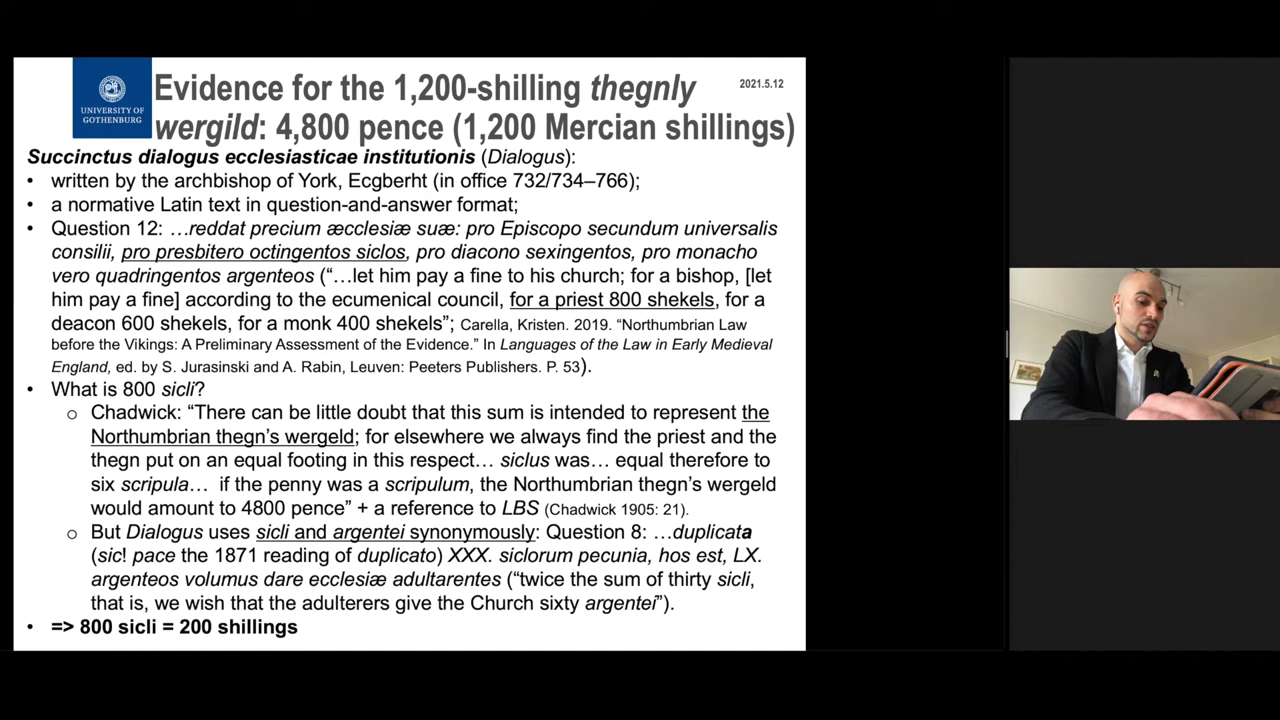 UNIVERSITY OF
GOTHENBURG
Evidence for the 1,200-shilling thegnly
wergild: 4,800 pence (1,200 Mercian shillings)
2021.5.12
Succinctus dialogus ecclesiasticae institutionis (Dialogus):
• written by the archbishop of York, Ecgberht (in office 732/734–766);
• a normative Latin text in question-and-answer format;
• Question 12: …reddat precium æcclesiæ suæ: pro Episcopo secundum universalis
consilii, pro presbitero octingentos siclos, pro diacono sexingentos, pro monacho
vero quadringentos argenteos (“…let him pay a fine to his church; for a bishop, [let
him pay a fine] according to the ecumenical council, for a priest 800 shekels, for a
deacon 600 shekels, for a monk 400 shekels”; Carella, Kristen. 2019. “Northumbrian Law
before the Vikings: A Preliminary Assessment of the Evidence.” In Languages of the Law in Early Medieval
England, ed. by S. Jurasinski and A. Rabin, Leuven: Peeters Publishers. P. 53).
• What is 800 sicli?
o Chadwick: “There can be little doubt that this sum is intended to represent the
Northumbrian thegn’s wergeld; for elsewhere we always find the priest and the
thegn put on an equal footing in this respect… siclus was… equal therefore to
six scripula… if the penny was a scripulum, the Northumbrian thegn’s wergeld
would amount to 4800 pence” + a reference to LBS (Chadwick 1905: 21).
o But Dialogus uses sicli and argentei synonymously: Question 8: …duplicata
(sic! pace the 1871 reading of duplicato) XXX. siclorum pecunia, hos est, LX.
argenteos volumus dare ecclesiæ adultarentes (“twice the sum of thirty sicli,
that is, we wish that the adulterers give the Church sixty argentei”).
• => 800 sicli = 200 shillings